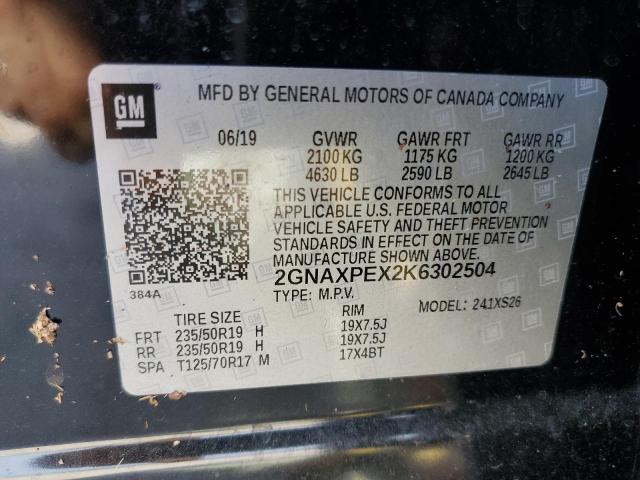 GM
MFD BY GENERAL MOTORS OF CANADA COMPANY
06/19 GVWR GAWR FRT GAWR RR
2100 KG 1175 KG 1200 KG
4630 LB 2590 LB 2645 LB
THIS VEHICLE CONFORMS TO ALL
APPLICABLE U.S. FEDERAL MOTOR
VEHICLE SAFETY AND THEFT PREVENTION
STANDARDS IN EFFECT ON THE DATE OF
MANUFACTURE SHOWN ABOVE.
2GNAXPEX2K6302504
384A
TYPE: M.P.V. MODEL: 241XS26
TIRE SIZE RIM
FRT 235/50R19 H 19X7.5J
RR 235/50R19 H 19X7.5J
SPA T125/70R17 M 17X4BT